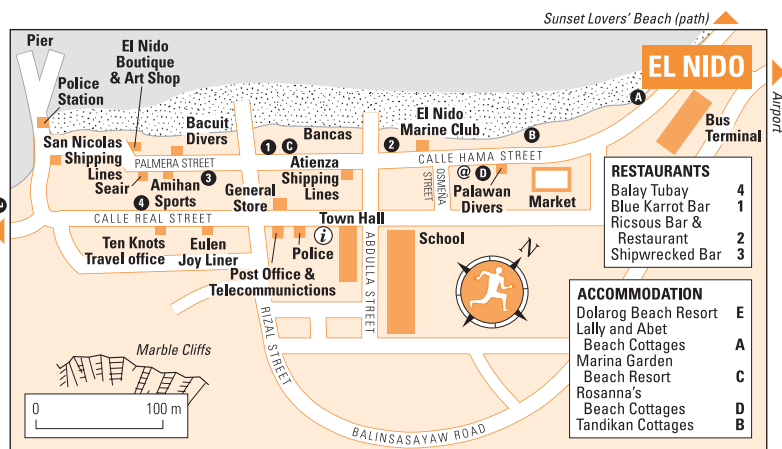 Sunset Lovers' Beach (path)
Pier
El Nido
Boutique
& Art Shop
EL NIDO
Airport
Police
Station
A
Bacuit
Divers
Bancas
El Nido
Marine Club
B
Bus
Terminal
San Nicolas
Shipping
Lines
Seair
PALMERA STREET
1
C
2
CALLE HAMA STREET
Amihan
Sports
3
Atienza
Shipping
Lines
OSMENA
STREET
@
D
Palawan
Divers
Market
4
General
Store
E
CALLE REAL STREET
Town Hall
Ten Knots
Travel office
Eulen
Joy Liner
i
Police
Post Office &
Telecommunictions
ABDULLA STREET
School
N
RIZAL STREET
Marble Cliffs
0 100 m
BALINSASAYAW ROAD
RESTAURANTS
Balay Tubay 4
Blue Karrot Bar 1
Ricsous Bar &
Restaurant 2
Shipwrecked Bar 3
ACCOMMODATION
Dolarog Beach Resort E
Lally and Abet
Beach Cottages A
Marina Garden
Beach Resort C
Rosanna's
Beach Cottages D
Tandikan Cottages B